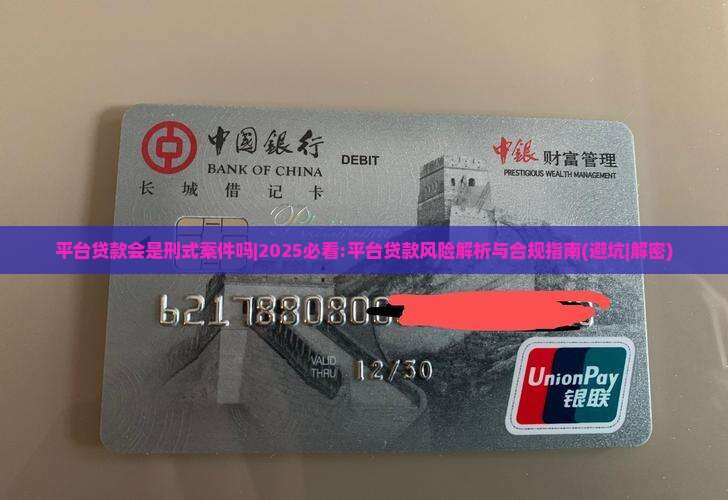 中国銀行
BANK OF CHINA
DEBIT
中銀 财富管理
PRESTIGIOUS WEALTH MANAGEMENT
长城借记卡
平台贷款会是刑式案件吗|2025必看:平台贷款风险解析与合规指南(避坑|解密)
VALID
THRU
12/30
UnionPay
银联